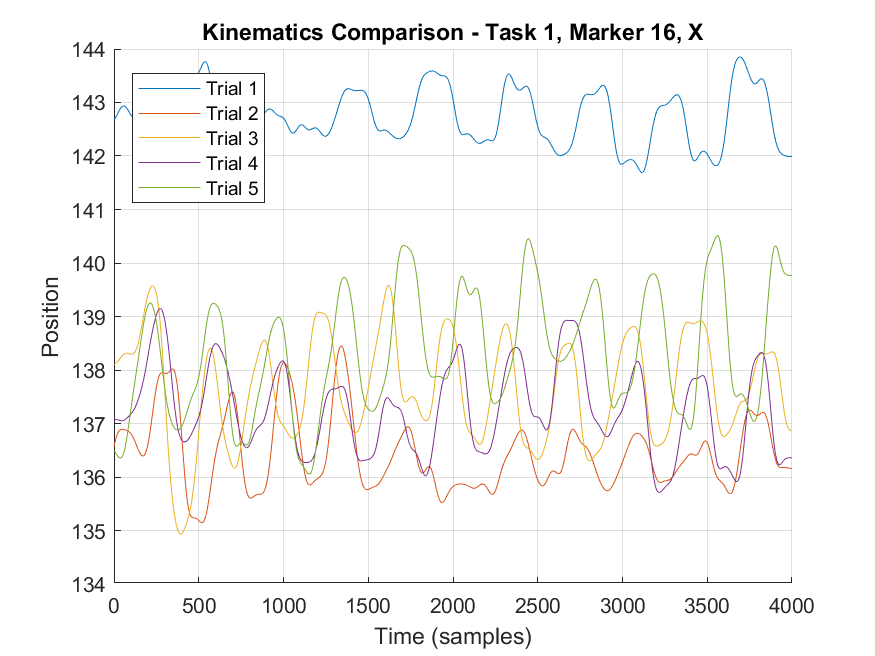 Kinematics Comparison - Task 1, Marker 16, X
144
143
142
141
140
139
138
137
136
135
134
Position
Trial 1
Trial 2
Trial 3
Trial 4
Trial 5
0 500 1000 1500 2000 2500 3000 3500 4000
Time (samples)